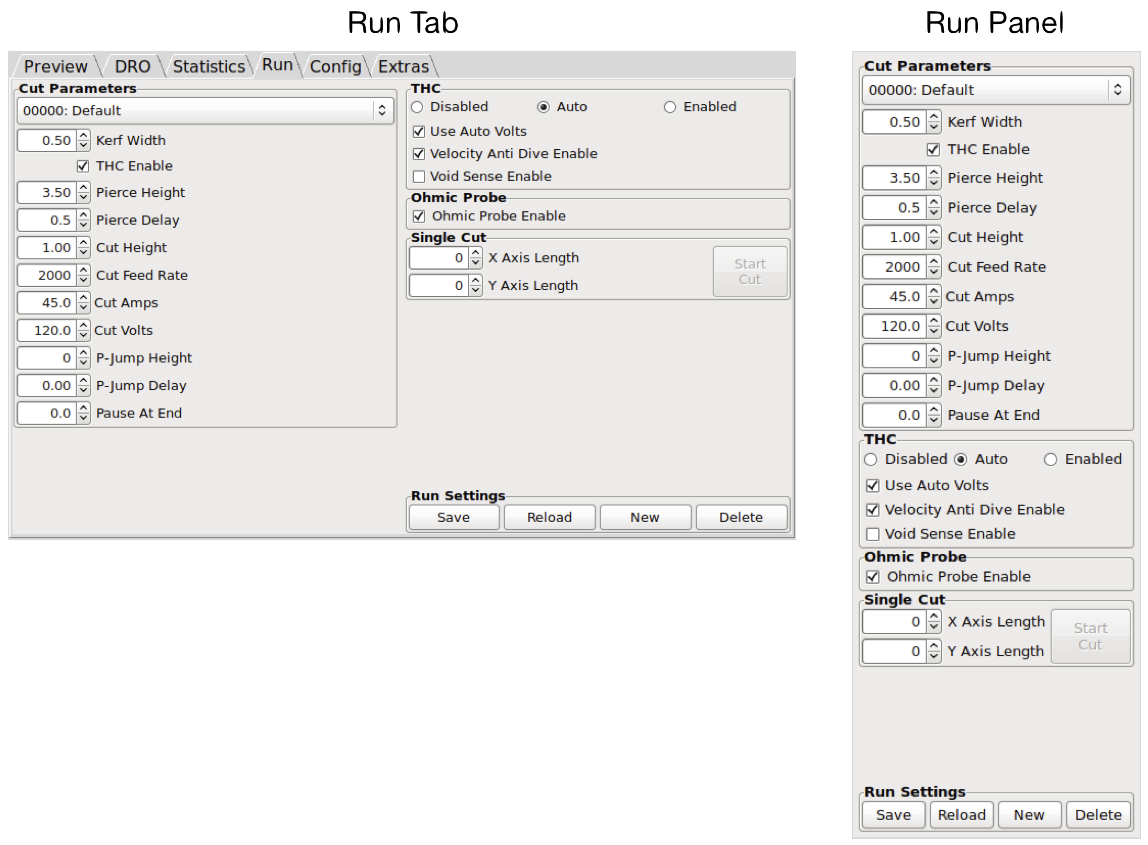 Run Tab
Preview DRO Statistics Run Config Extras
Cut Parameters
00000: Default
0.50 Kerf Width
THC Enable
3.50 Pierce Height
0.5 Pierce Delay
1.00 Cut Height
2000 Cut Feed Rate
45.0 Cut Amps
120.0 Cut Volts
0 P-Jump Height
0.00 P-Jump Delay
0.0 Pause At End
THC
Disabled Auto Enabled
Use Auto Volts
Velocity Anti Dive Enable
Void Sense Enable
Ohmic Probe
Ohmic Probe Enable
Single Cut
0 X Axis Length
0 Y Axis Length
Start
Cut
Run Settings
Save Reload New Delete
Run Panel
Cut Parameters
00000: Default
0.50 Kerf Width
THC Enable
3.50 Pierce Height
0.5 Pierce Delay
1.00 Cut Height
2000 Cut Feed Rate
45.0 Cut Amps
120.0 Cut Volts
0 P-Jump Height
0.00 P-Jump Delay
0.0 Pause At End
THC
Disabled Auto Enabled
Use Auto Volts
Velocity Anti Dive Enable
Void Sense Enable
Ohmic Probe
Ohmic Probe Enable
Single Cut
0 X Axis Length
0 Y Axis Length
Start
Cut
Run Settings
Save Reload New Delete